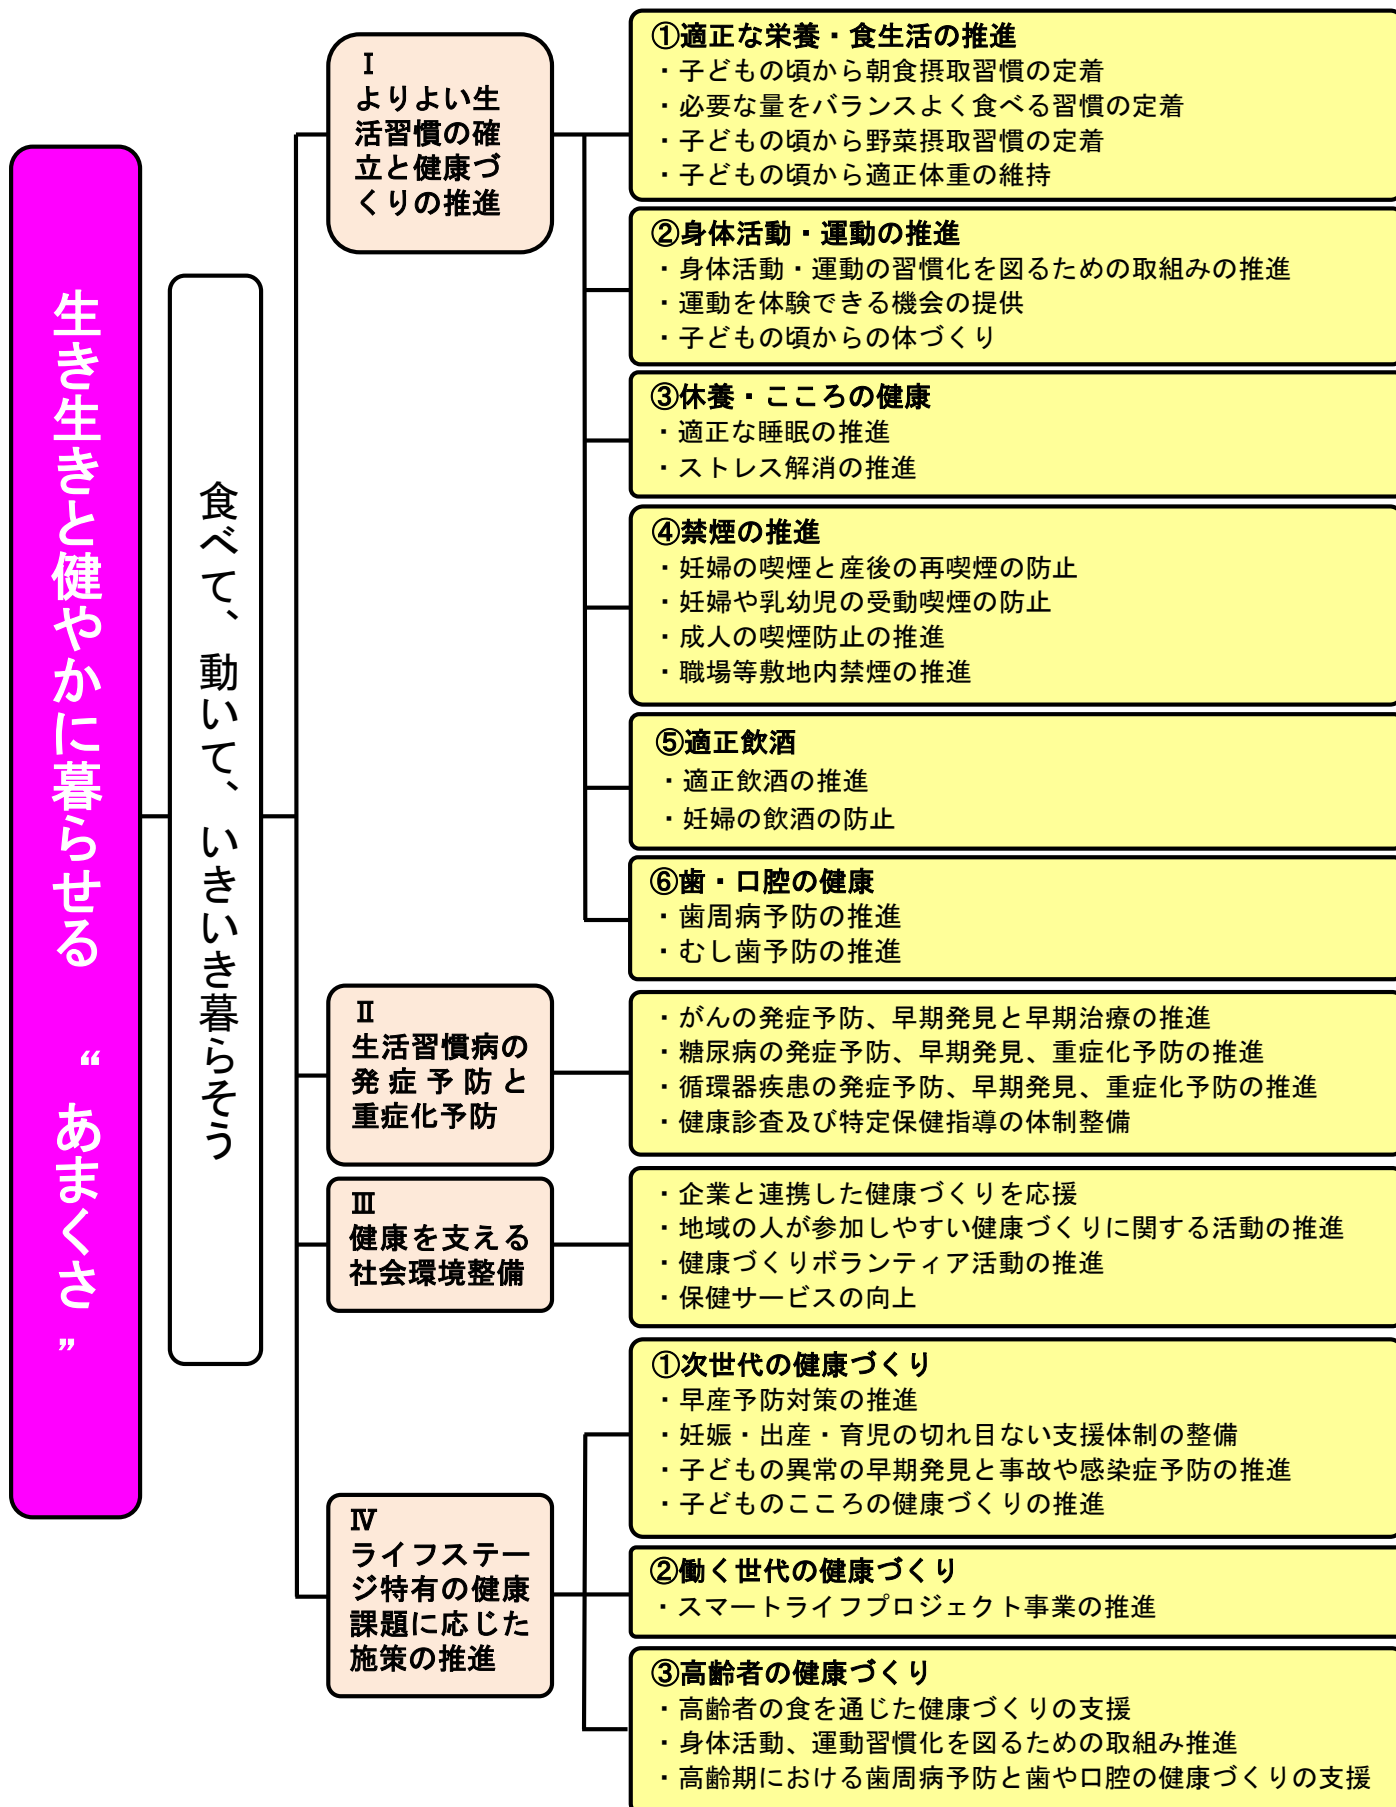 生き生きと健やかに暮らせる “あまくさ”
食べて、動いて、いきいき暮らそう
Ⅰ
よりよい生
活習慣の確
立と健康づ
くりの推進
①適正な栄養・食生活の推進
・子どもの頃から朝食摂取習慣の定着
・必要な量をバランスよく食べる習慣の定着
・子どもの頃から野菜摂取習慣の定着
・子どもの頃から適正体重の維持
②身体活動・運動の推進
・身体活動・運動の習慣化を図るための取組みの推進
・運動を体験できる機会の提供
・子どもの頃からの体づくり
③休養・こころの健康
・適正な睡眠の推進
・ストレス解消の推進
④禁煙の推進
・妊婦の喫煙と産後の再喫煙の防止
・妊婦や乳幼児の受動喫煙の防止
・成人の喫煙防止の推進
・職場等敷地内禁煙の推進
⑤適正飲酒
・適正飲酒の推進
・妊婦の飲酒の防止
⑥歯・口腔の健康
・歯周病予防の推進
・むし歯予防の推進
Ⅱ
生活習慣病の
発症予防と
重症化予防
・がんの発症予防、早期発見と早期治療の推進
・糖尿病の発症予防、早期発見、重症化予防の推進
・循環器疾患の発症予防、早期発見、重症化予防の推進
・健康診査及び特定保健指導の体制整備
Ⅲ
健康を支える
社会環境整備
・企業と連携した健康づくりを応援
・地域の人が参加しやすい健康づくりに関する活動の推進
・健康づくりボランティア活動の推進
・保健サービスの向上
Ⅳ
ライフステー
ジ特有の健康
課題に応じた
施策の推進
①次世代の健康づくり
・早産予防対策の推進
・妊娠・出産・育児の切れ目ない支援体制の整備
・子どもの異常の早期発見と事故や感染症予防の推進
・子どものこころの健康づくりの推進
②働く世代の健康づくり
・スマートライフプロジェクト事業の推進
③高齢者の健康づくり
・高齢者の食を通じた健康づくりの支援
・身体活動、運動習慣化を図るための取組み推進
・高齢期における歯周病予防と歯や口腔の健康づくりの支援